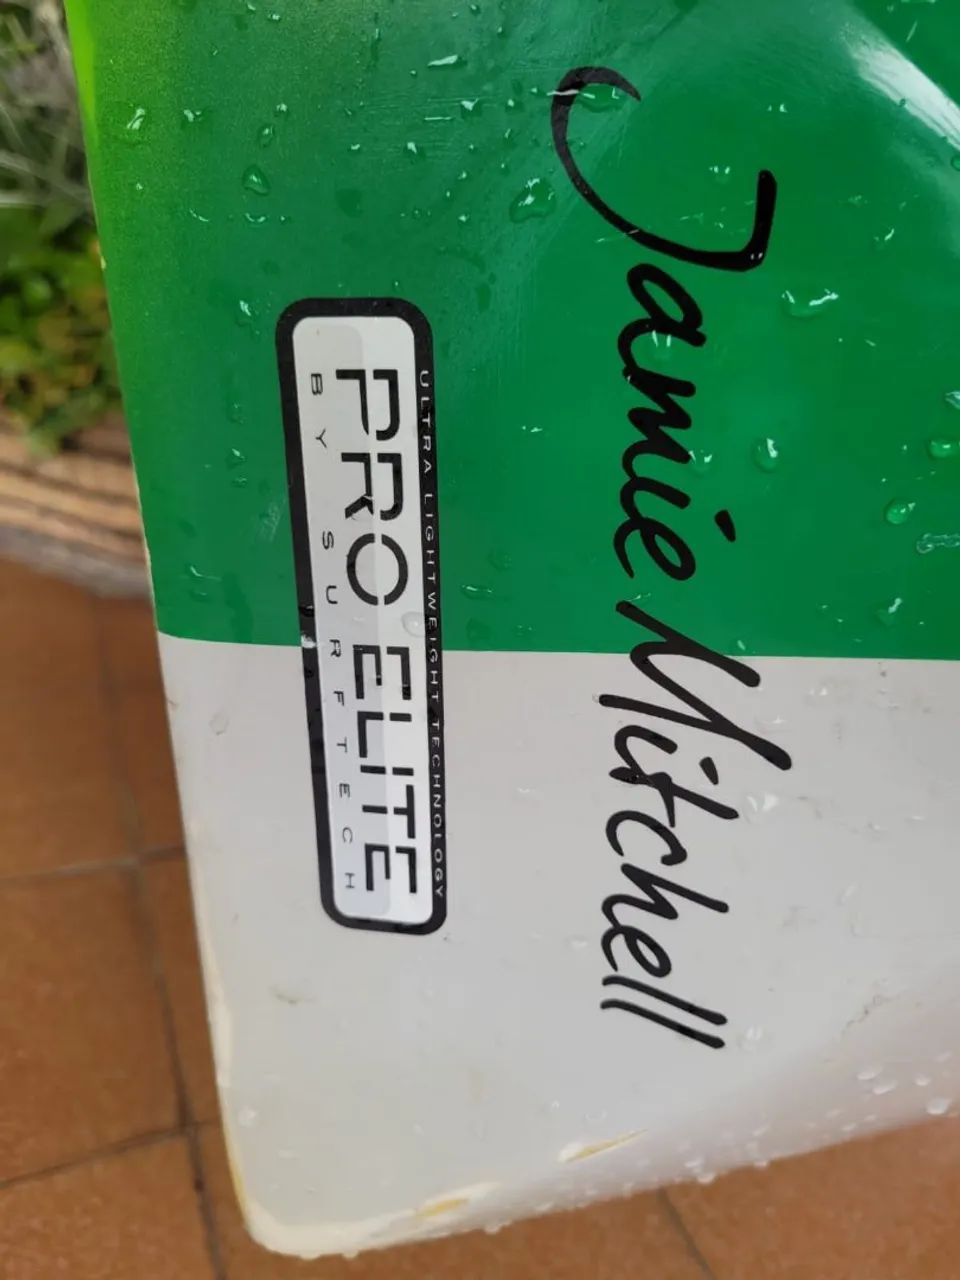 Jamie Mitchell
ULTRA LIGHTWEIGHT TECHNOLOGY
PRO ELITE
BY SURFTECH